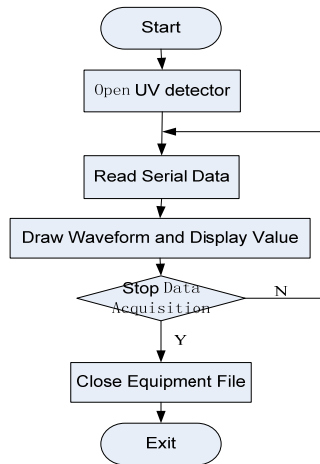 Start
Open UV detector
Read Serial Data
Draw Waveform and Display Value
Stop Data
Acquisition
N
Y
Close Equipment File
Exit